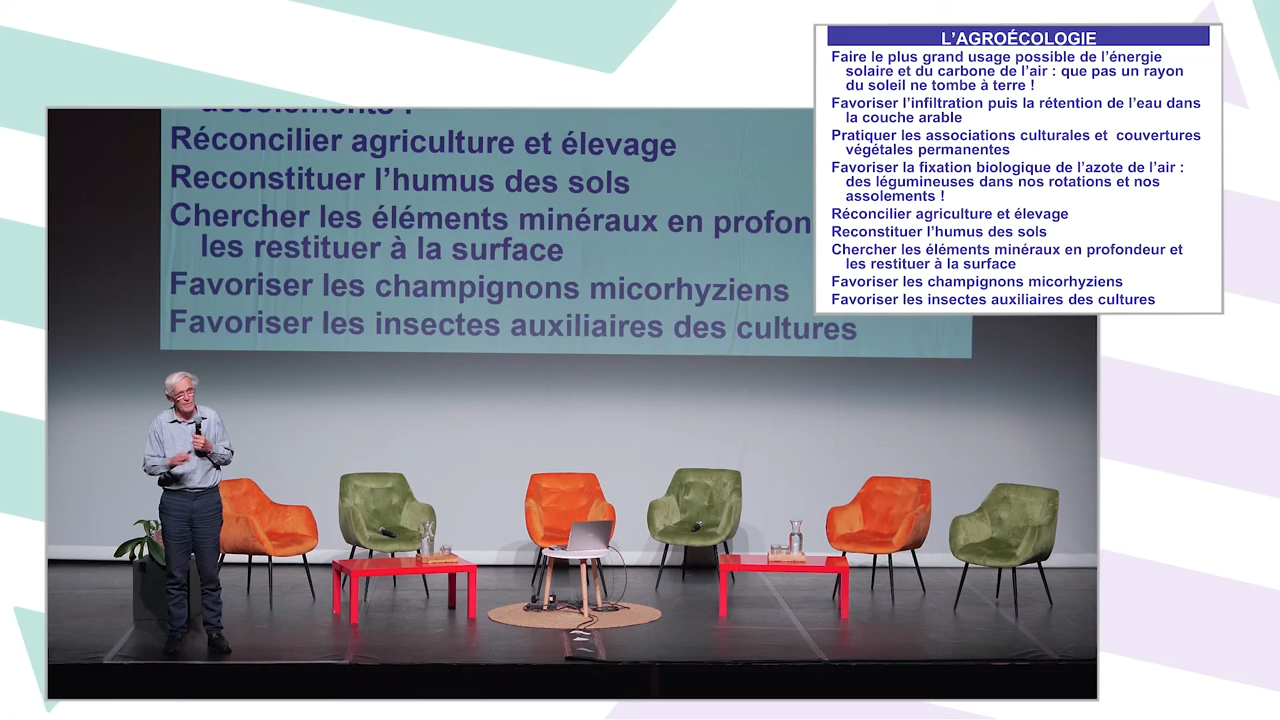 L'AGROÉCOLOGIE
Faire le plus grand usage possible de l'énergie
solaire et du carbone de l'air : que pas un rayon
du soleil ne tombe à terre !
Favoriser l'infiltration puis la rétention de l'eau dans
la couche arable
Pratiquer les associations culturales et couvertures
végétales permanentes
Favoriser la fixation biologique de l'azote de l'air :
des légumineuses dans nos rotations et nos
assolements !
Réconcilier agriculture et élevage
Reconstituer l'humus des sols
Chercher les éléments minéraux en profondeur et
les restituer à la surface
Favoriser les champignons micorhyziens
Favoriser les insectes auxiliaires des cultures
assolements !
Réconcilier agriculture et élevage
Reconstituer l'humus des sols
Chercher les éléments minéraux en profon
les restituer à la surface
Favoriser les champignons micorhyziens
Favoriser les insectes auxiliaires des cultures